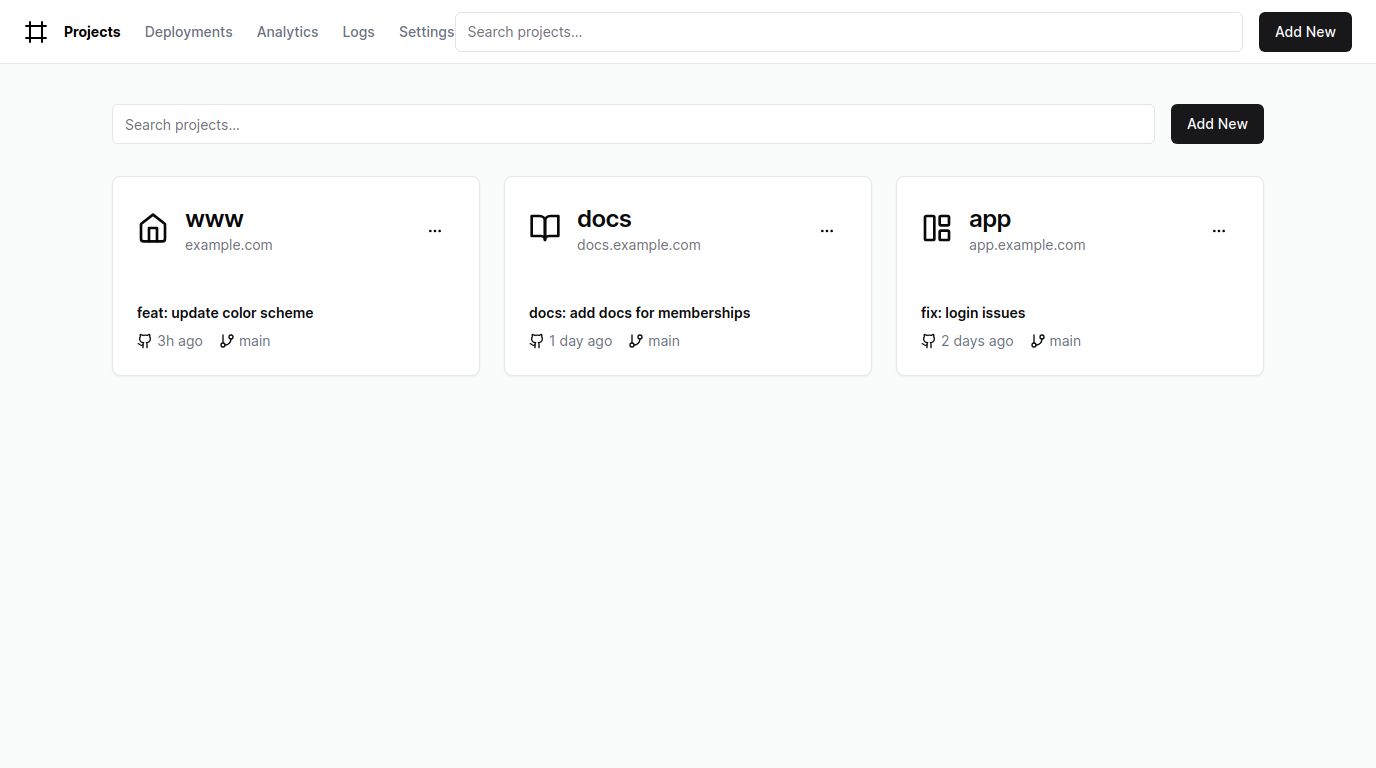 Projects Deployments Analytics Logs Settings Search projects... Add New
Search projects... Add New
www
example.com
feat: update color scheme
3h ago main
docs
docs.example.com
docs: add docs for memberships
1 day ago main
app
app.example.com
fix: login issues
2 days ago main